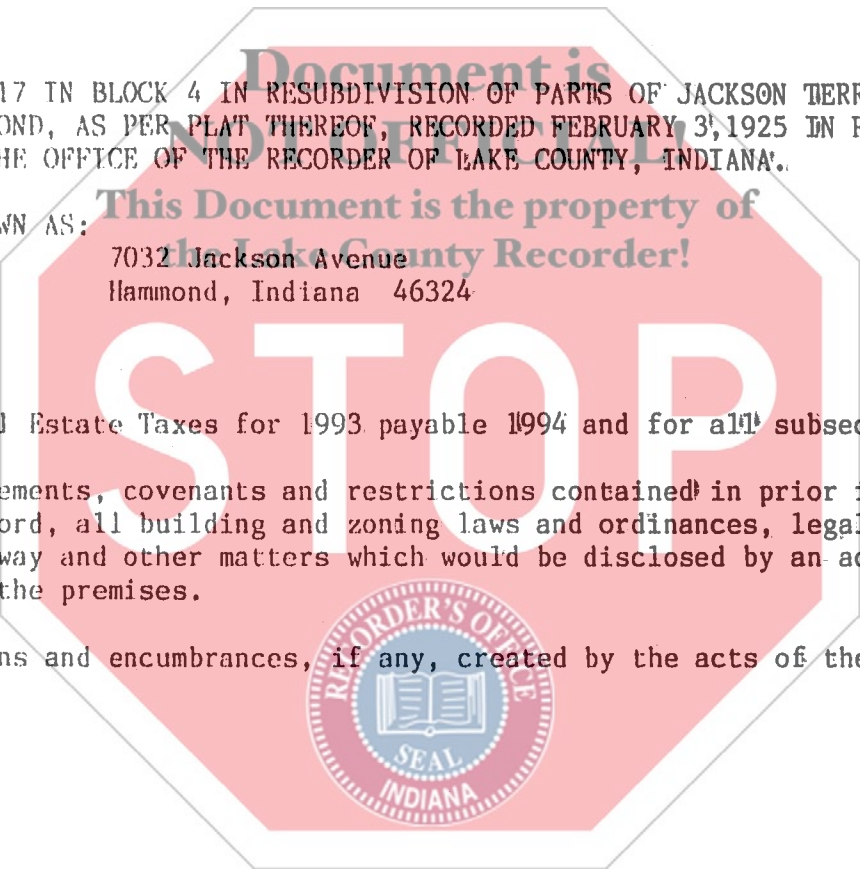 Document is
17 IN BLOCK 4 IN RESUBDIVISION OF PARTS OF JACKSON TERR
OND, AS PER PLAT THEREOF, RECORDED FEBRUARY 3, 1925 IN
NOT OFFICIAL!
HE OFFICE OF THE RECORDER OF LAKE COUNTY, INDIANA.
This Document is the property of
WN AS:
the Lake County Recorder!
7032 Jackson Avenue
Hammond, Indiana 46324
STOP
l Estate Taxes for 1993 payable 1994 and for all subsec
ements, covenants and restrictions contained in prior i
ord, all building and zoning laws and ordinances, legal
way and other matters which would be disclosed by an ac
the premises.
ns and encumbrances, if any, created by the acts of the
RECORDER'S OFFICE
SEAL
INDIANA